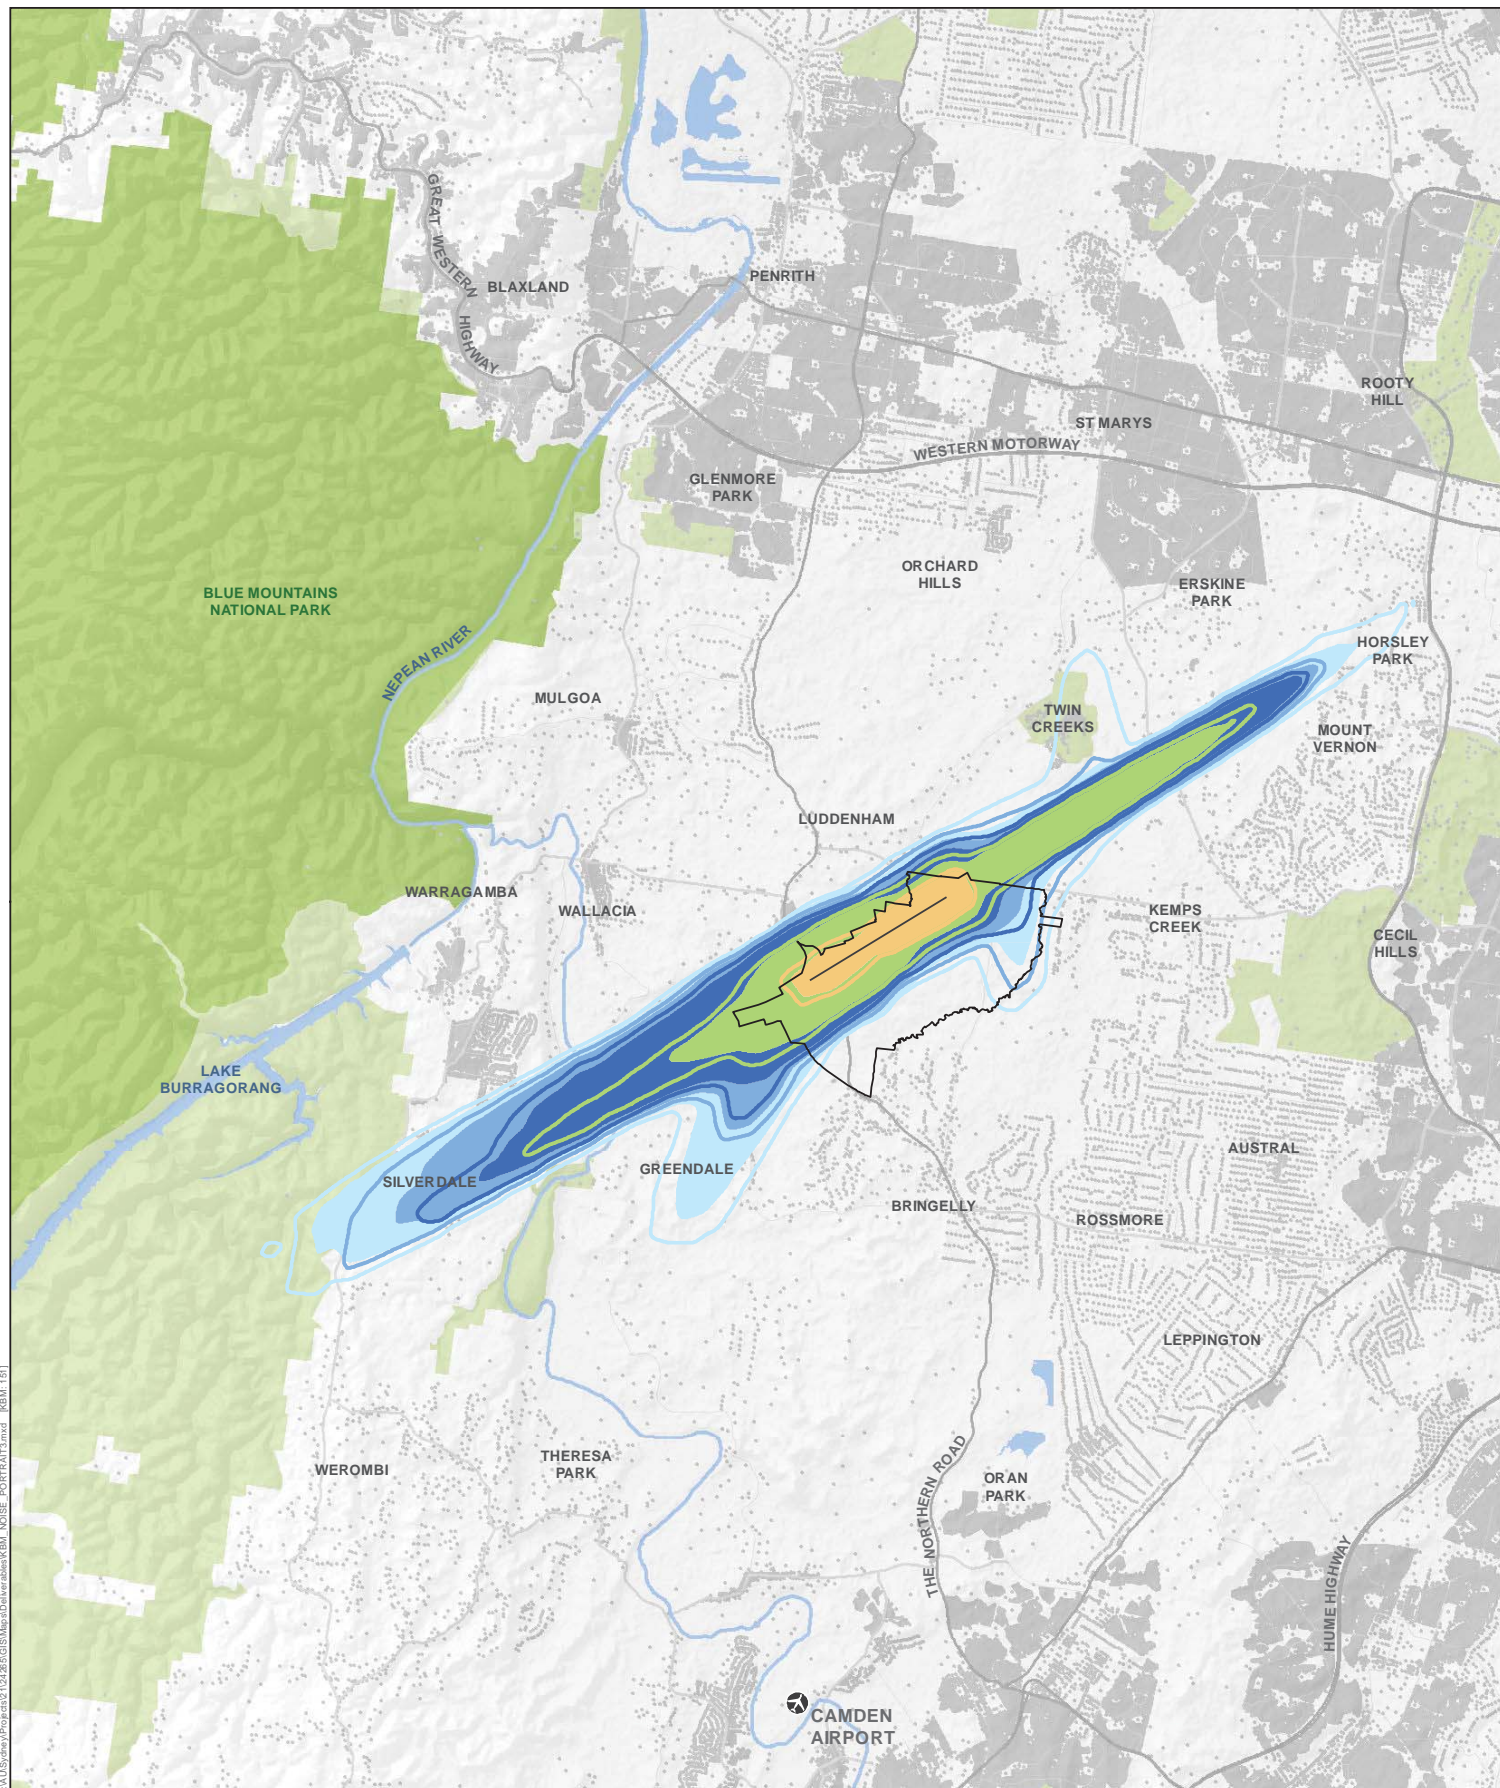 GREAT WESTERN
HIGHWAY
BLAXLAND
PENRITH
ROOTY
HILL
ST MARYS
WESTERN MOTORWAY
GLENMORE
PARK
ORCHARD
HILLS
ERSKINE
PARK
BLUE MOUNTAINS
NATIONAL PARK
NEPEAN RIVER
HORSLEY
PARK
MULGOA
TWIN
CREEKS
MOUNT
VERNON
LUDDENHAM
WARRAGAMBA
WALLACIA
KEMPS
CREEK
CECIL
HILLS
LAKE
BURRAGORANG
SILVERDALE
GREENDALE
AUSTRAL
BRINGELLY
ROSSMORE
LEPPINGTON
WEROMBI
THERESA
PARK
THE NORTHERN ROAD
ORAN
PARK
HUME HIGHWAY
CAMDEN
AIRPORT